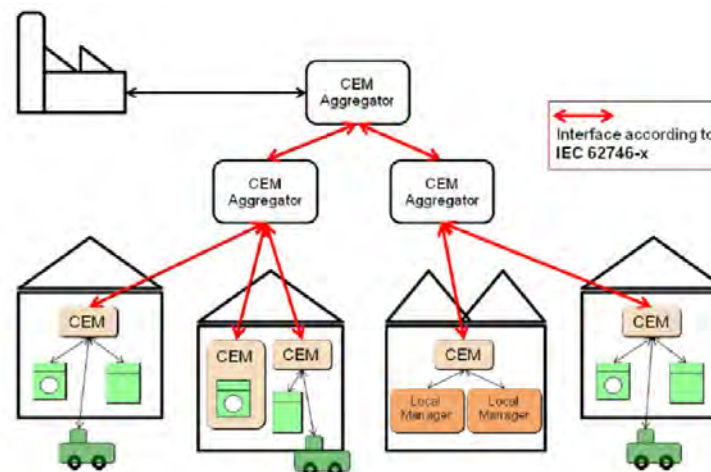 CEM
Aggregator
Interface according to
IEC 62746-x
CEM
Aggregator
CEM
Aggregator
CEM
CEM
CEM
CEM
CEM
Local
Manager
Local
Manager